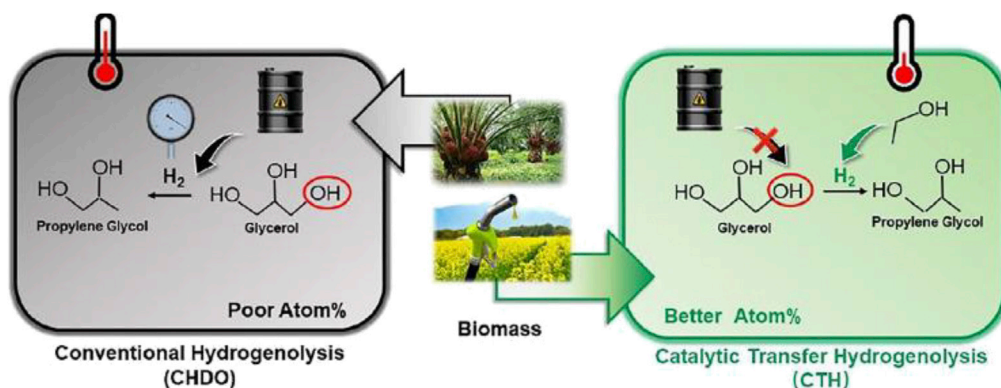 OH
HO
Propylene Glycol
H2
OH
HO
OH
Glycerol
Poor Atom%
Conventional Hydrogenolysis
(CHDO)
Biomass
OH
HO
OH
Glycerol
OH
H2
OH
HO
Propylene Glycol
Better Atom%
Catalytic Transfer Hydrogenolysis
(CTH)